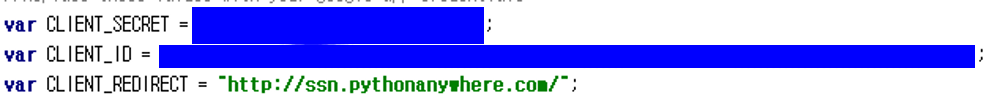 var CLIENT_SECRET = ;
var CLIENT_ID = ;
var CLIENT_REDIRECT = "http://ssn.pythonanywhere.com/";